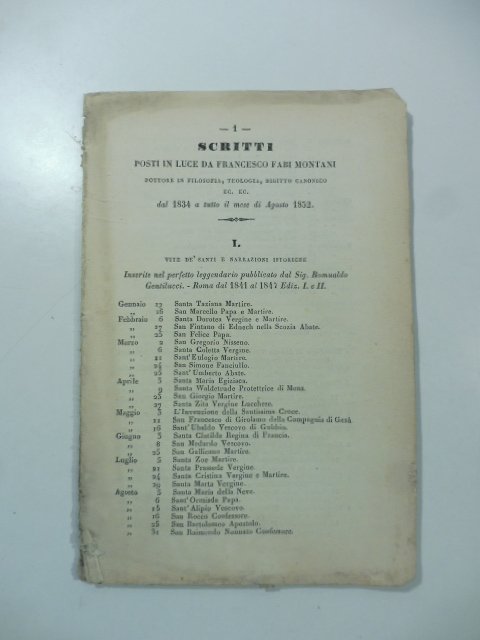 — 1 —
SCRITTI
POSTI IN LUCE DA FRANCESCO FABI MONTANI
DOTTORE IN FILOSOFIA, TEOLOGIA, DIRITTO CANONICO
EC. EC.
dal 1834 a tutto il mese di Agosto 1852.
I.
VITE DE' SANTI E NARRAZIONI ISTORICHE
Inserite nel perfetto leggendario pubblicato dal Sig. Romualdo
Gentilucci. - Roma dal 1841 al 1847 Ediz. I. e II.
Gennaio 12 Santa Taziana Martire.
„ 16 San Marcello Papa e Martire.
Febbraio 6 Santa Dorotea Vergine e Martire.
„ San Fintano di Ednech nella Scozia Abate.
„ 25 San Felice Papa.
Marzo 2 San Gregorio Nisseno.
„ 6 Santa Coletta Vergine.
„ 11 Sant'Eulogio Martire.
„ 24 San Simone Fanciullo.
„ 25 Sant'Umberto Abate.
Aprile 3 Santa Maria Egiziaca.
„ 9 Santa Waldetrude Protettrice di Mons.
„ 23 San Giorgio Martire.
„ 27 Santa Zita Vergine Lucchese.
Maggio 3 L'Invenzione della Santissima Croce.
„ 11 San Francesco di Girolamo della Compagnia di Gesù.
„ 16 Sant'Ubaldo Vescovo di Gubbio.
Giugno 3 Santa Clotilda Regina di Francia.
„ 8 San Medardo Vescovo.
„ 25 San Gallicano Martire.
Luglio 5 Santa Zoe Martire.
„ 21 Santa Prassede Vergine.
„ 24 Santa Cristina Vergine e Martire.
„ 29 Santa Marta Vergine.
Agosto 5 Santa Maria della Neve.
„ 6 Sant'Ormisda Papa.
„ 15 Sant'Alipio Vescovo.
„ 16 San Rocco Confessore.
„ 25 San Bartolomeo Apostolo.
„ 31 San Raimondo Nonnato Confessore.